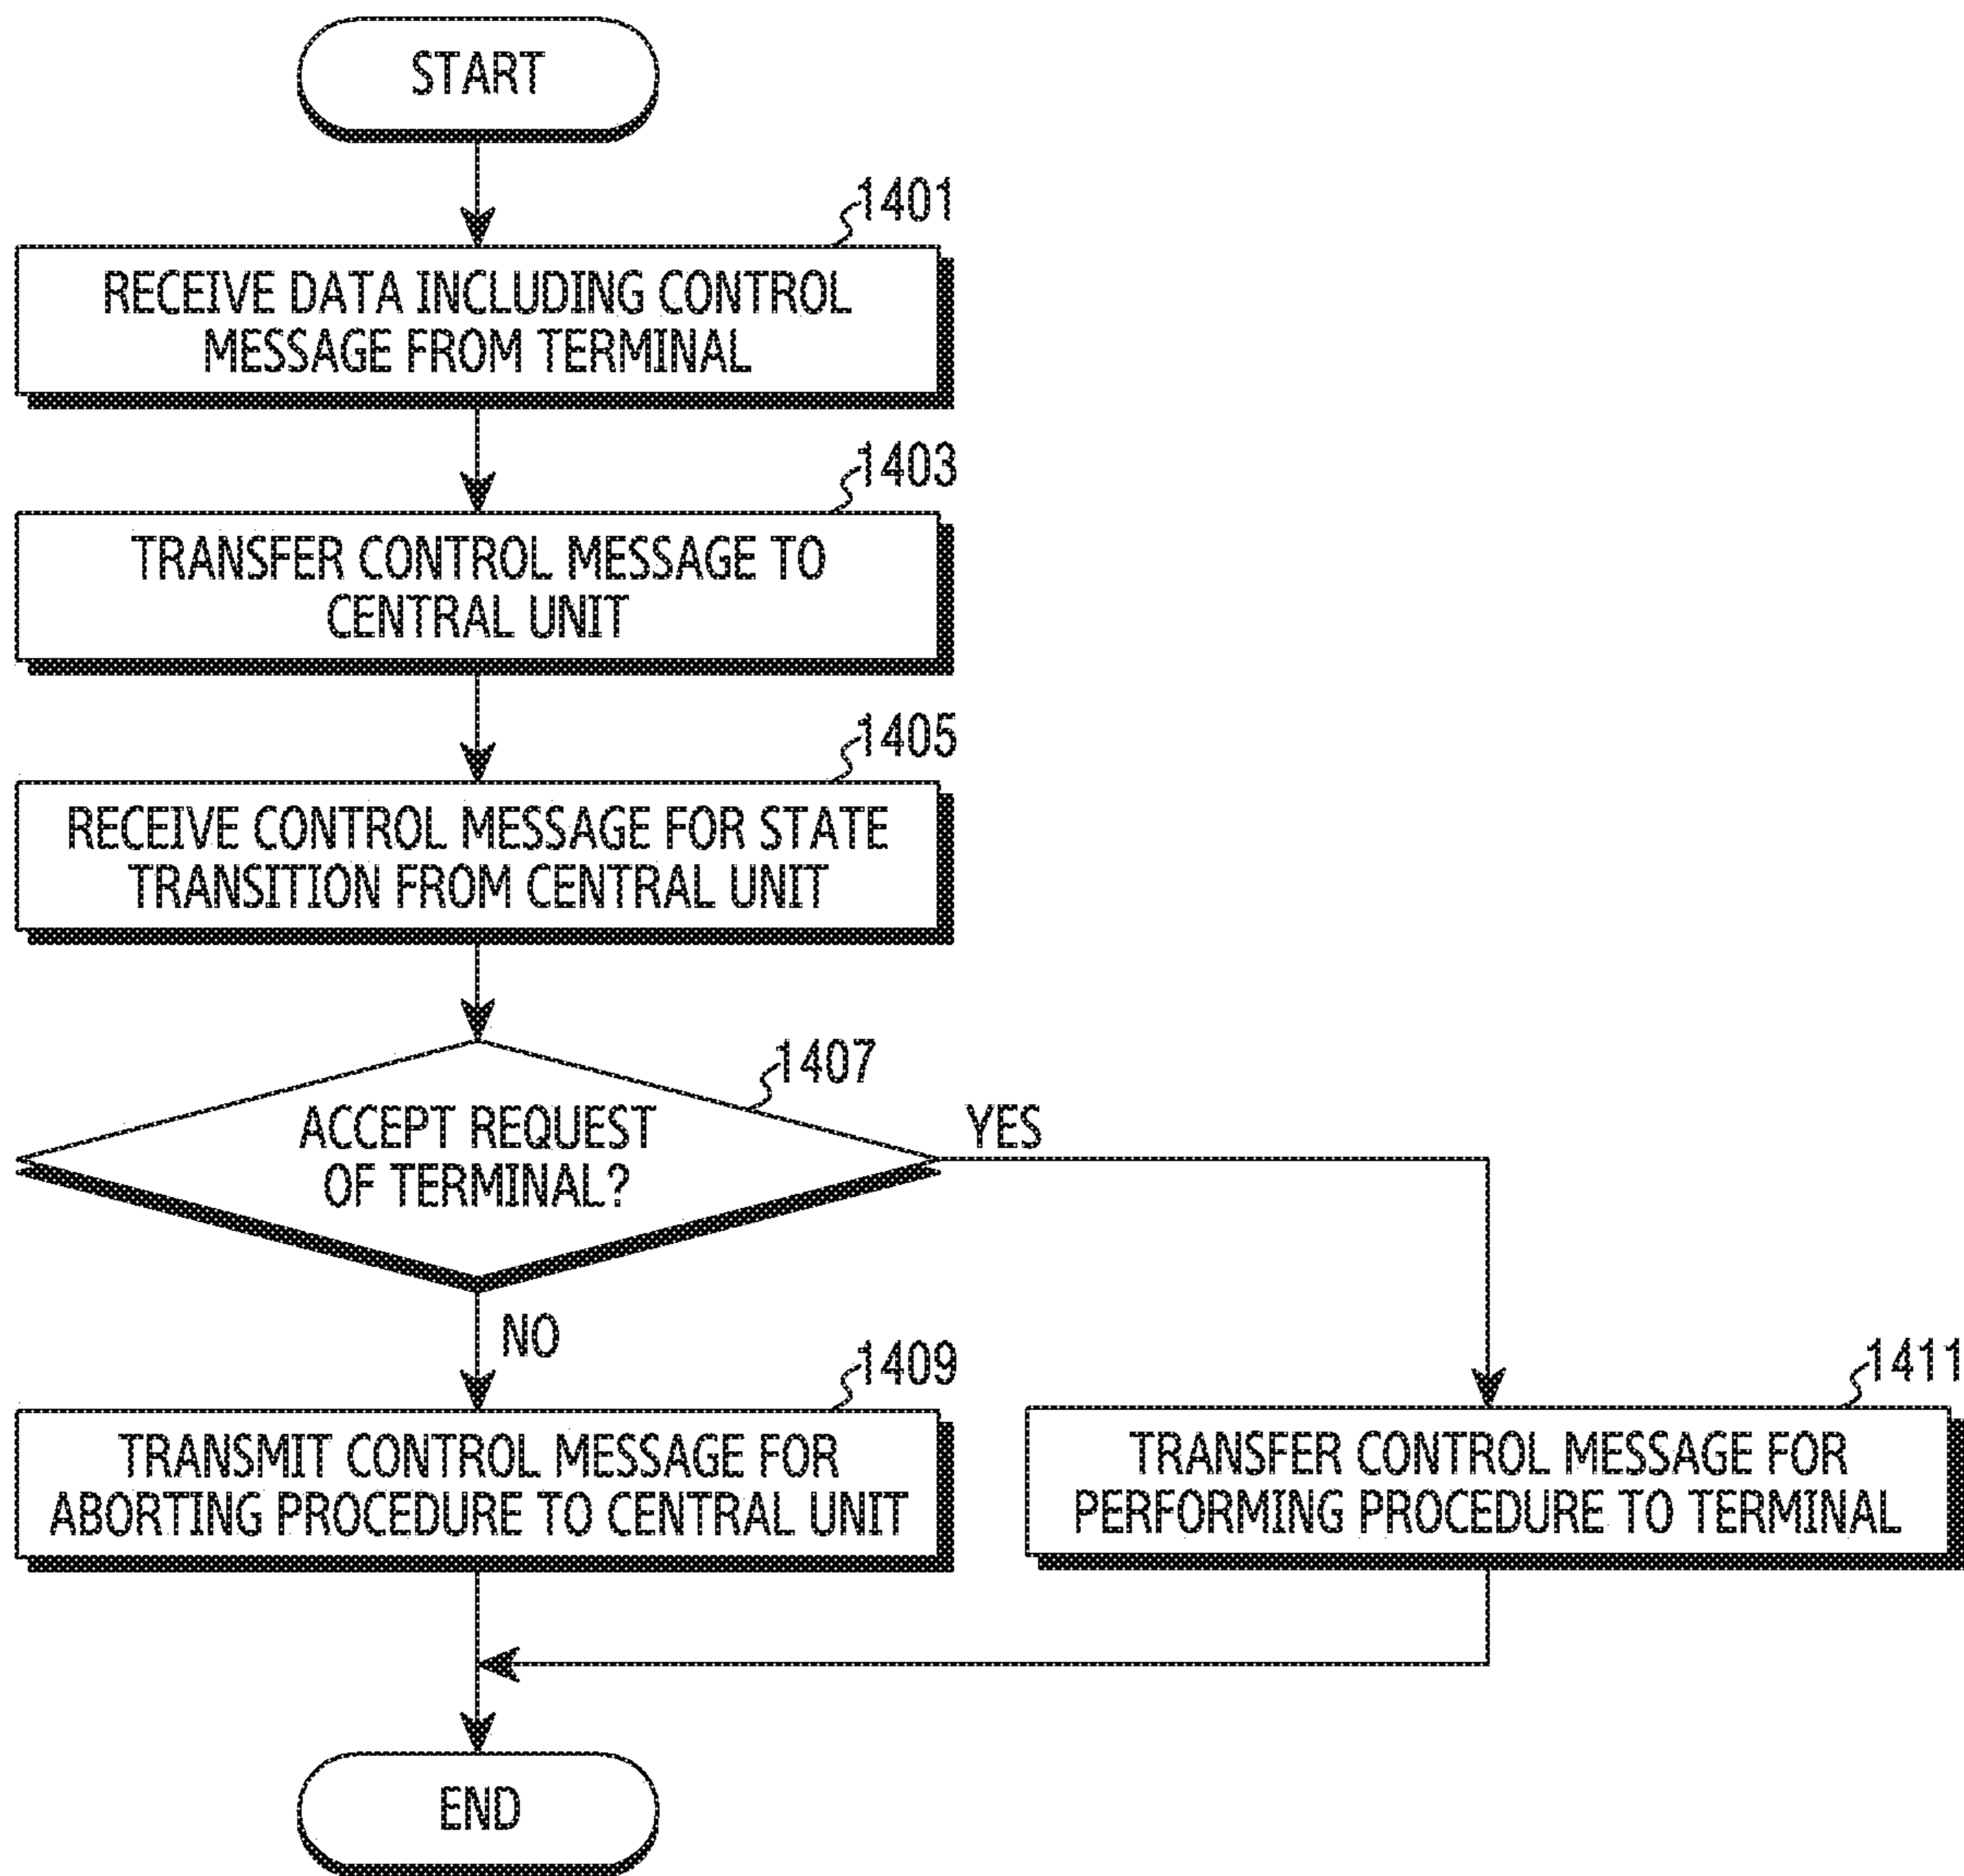 START
1401
RECEIVE DATA INCLUDING CONTROL
MESSAGE FROM TERMINAL
1403
TRANSFER CONTROL MESSAGE TO
CENTRAL UNIT
1405
RECEIVE CONTROL MESSAGE FOR STATE
TRANSITION FROM CENTRAL UNIT
1407
ACCEPT REQUEST
OF TERMINAL?
YES
NO
1409
TRANSMIT CONTROL MESSAGE FOR
ABORTING PROCEDURE TO CENTRAL UNIT
1411
TRANSFER CONTROL MESSAGE FOR
PERFORMING PROCEDURE TO TERMINAL
END